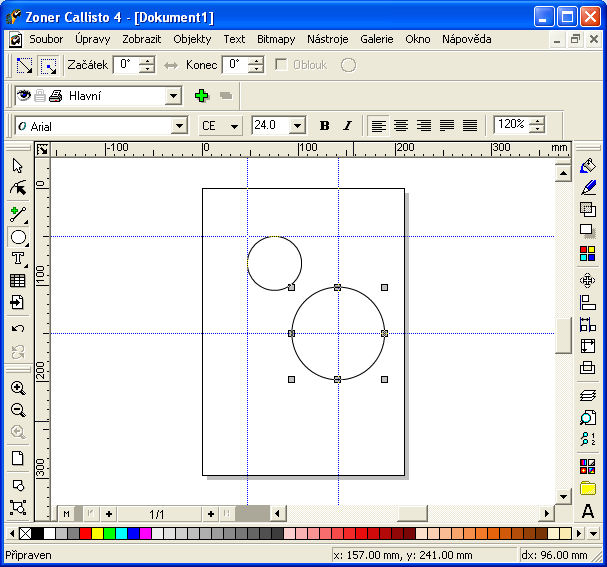 Zoner Callisto 4 - [Dokument1]
Soubor Úpravy Zobrazit Objekty Text Bitmapy Nástroje Galerie Okno Nápověda
Začátek 0° Konec 0° Oblouk
Hlavní
O Arial CE 24.0 B I 120%
-100 0 100 200 300 mm
0
100
200
300
T
M 1/1
A
Připraven x: 157.00 mm, y: 241.00 mm dx: 96.00 mm